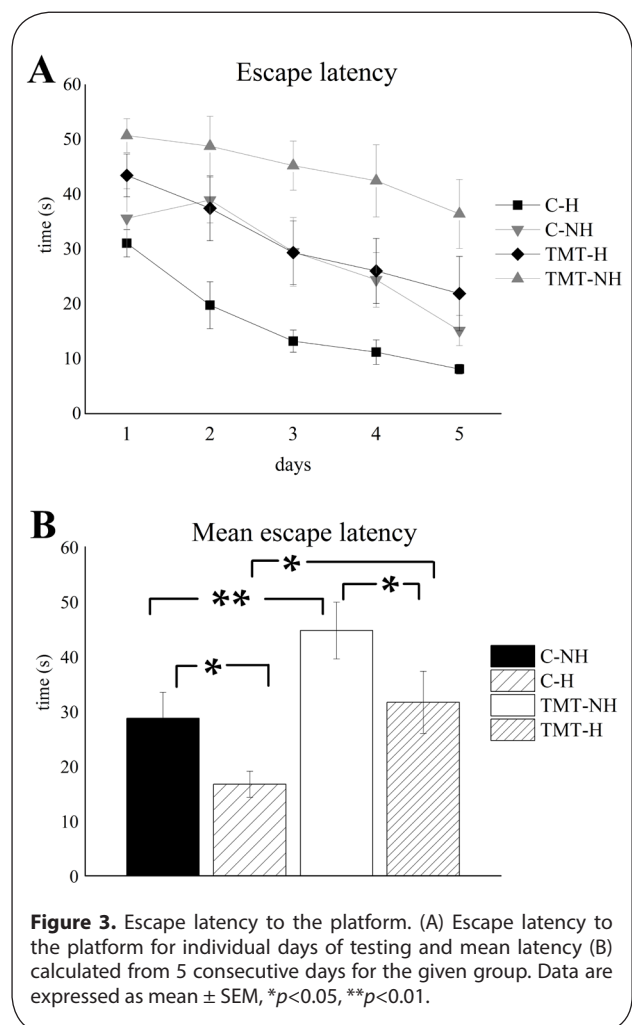 A
Escape latency
60
50
40
30
20
10
0
time (s)
1 2 3 4 5
days
C-H
C-NH
TMT-H
TMT-NH
B
Mean escape latency
60
50
40
30
20
10
0
time (s)
*
**
*
*
C-NH
C-H
TMT-NH
TMT-H
Figure 3. Escape latency to the platform. (A) Escape latency to
the platform for individual days of testing and mean latency (B)
calculated from 5 consecutive days for the given group. Data are
expressed as mean ± SEM, *p<0.05, **p<0.01.